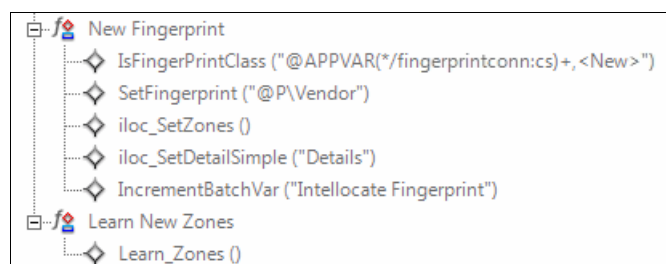 New Fingerprint
IsFingerPrintClass ("@APPVAR(*/fingerprintconn:cs)+,<New>")
SetFingerprint ("@P\Vendor")
iloc_SetZones ()
iloc_SetDetailSimple ("Details")
IncrementBatchVar ("Intellocate Fingerprint")
Learn New Zones
Learn_Zones ()